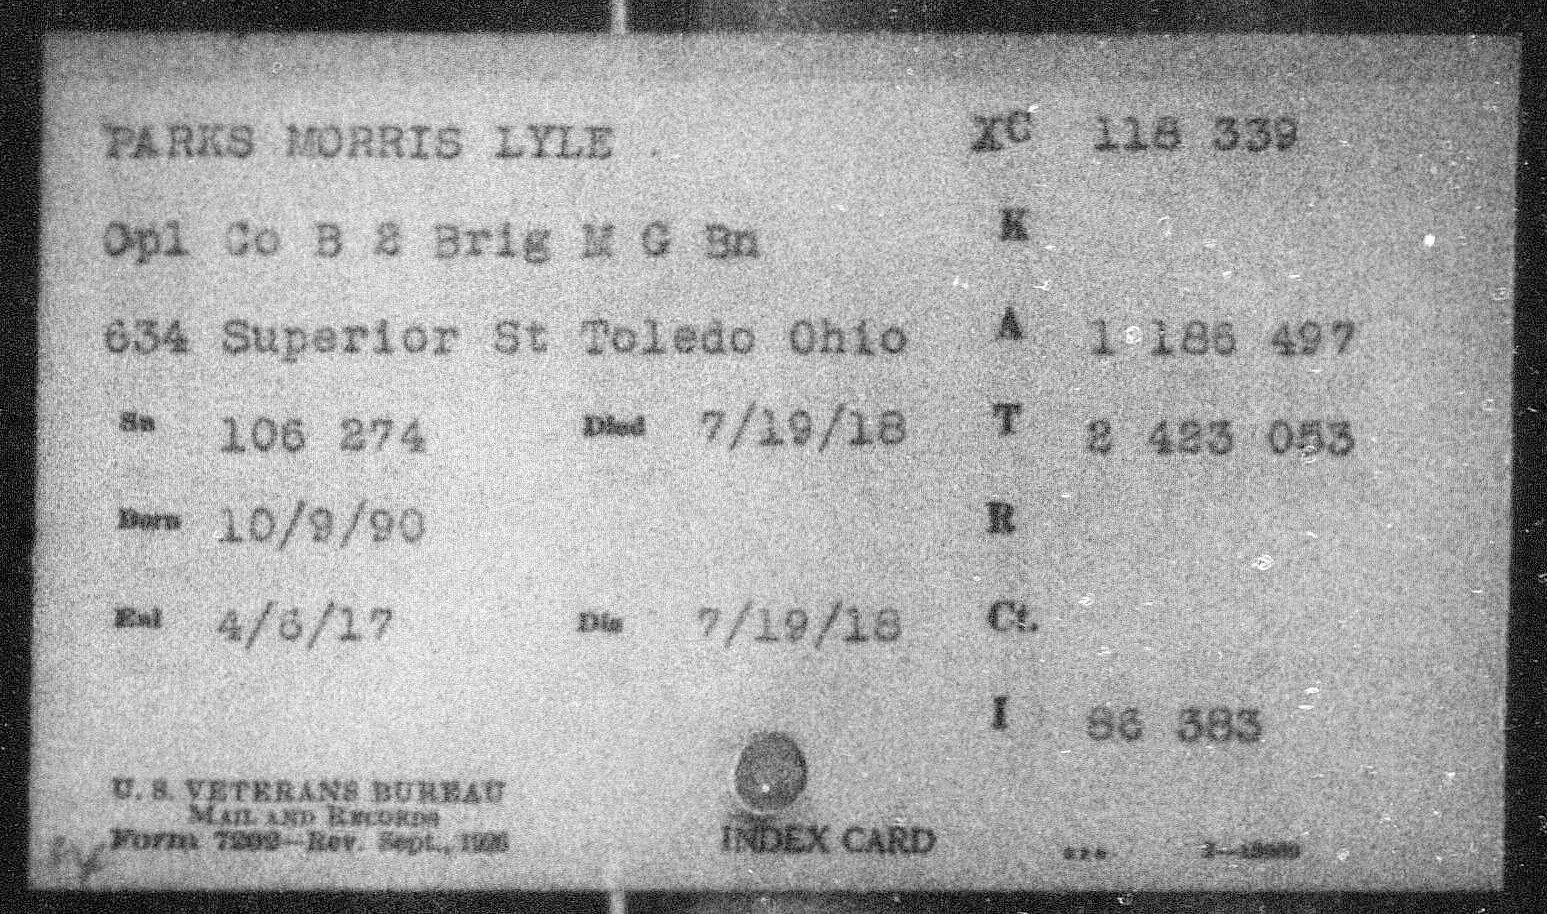 PARKS MORRIS LYLE
XC 118 339
Cpl Co B 2 Brig M G Bn
K
634 Superior St Toledo Ohio
A 1 186 497
Sn 106 274 Died 7/19/18
T 2 423 053
Born 10/9/90
R
Enl 4/6/17 Dis 7/19/18
Ct.
I 86 383
U. S. VETERANS BUREAU
MAIL AND RECORDS
Form 7202—Rev. Sept., 1926
INDEX CARD